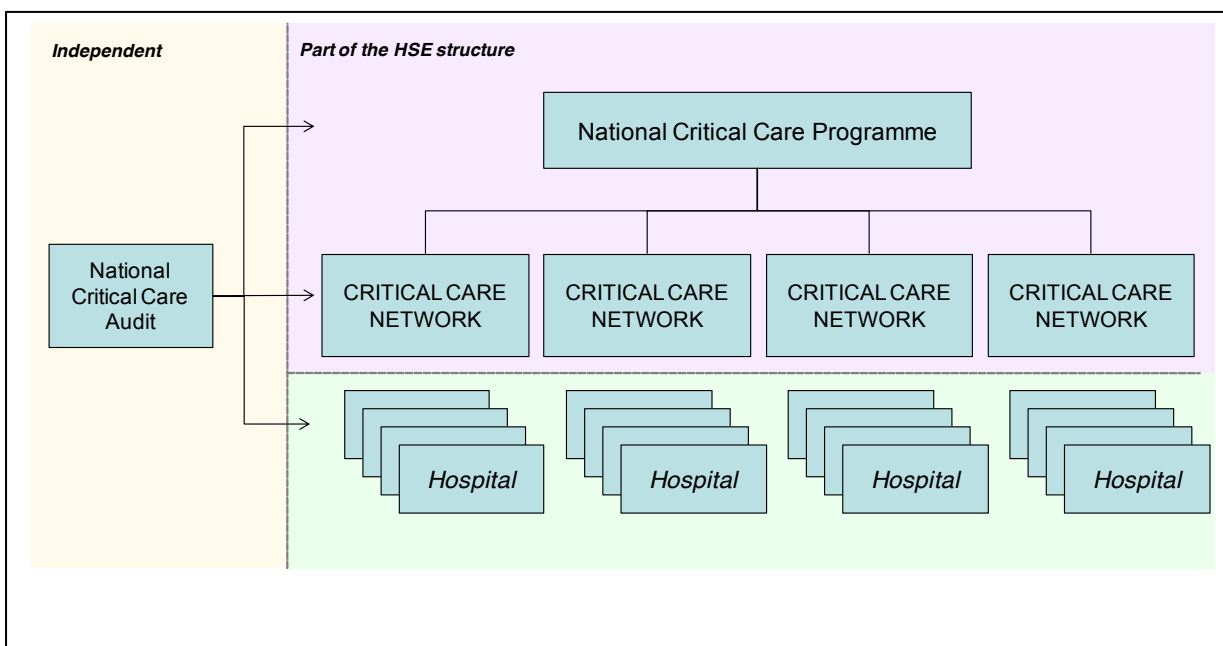 Independent
Part of the HSE structure
National Critical Care Programme
National
Critical Care
Audit
CRITICAL CARE
NETWORK
CRITICAL CARE
NETWORK
CRITICAL CARE
NETWORK
CRITICAL CARE
NETWORK
Hospital
Hospital
Hospital
Hospital